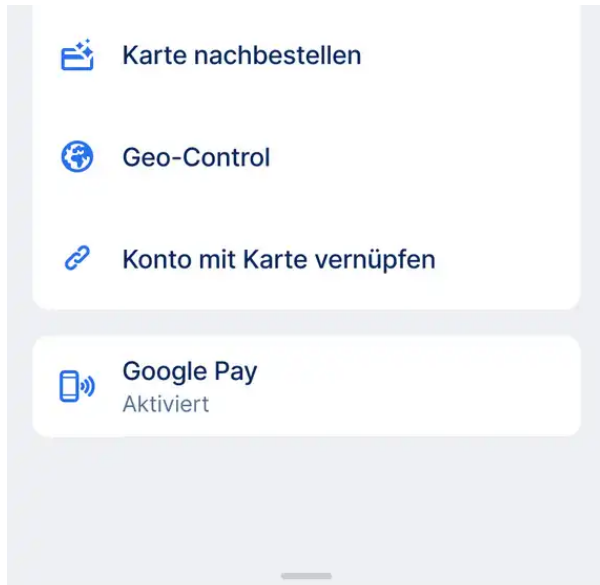 Karte nachbestellen
Geo-Control
Konto mit Karte vernüpfen
Google Pay
Aktiviert